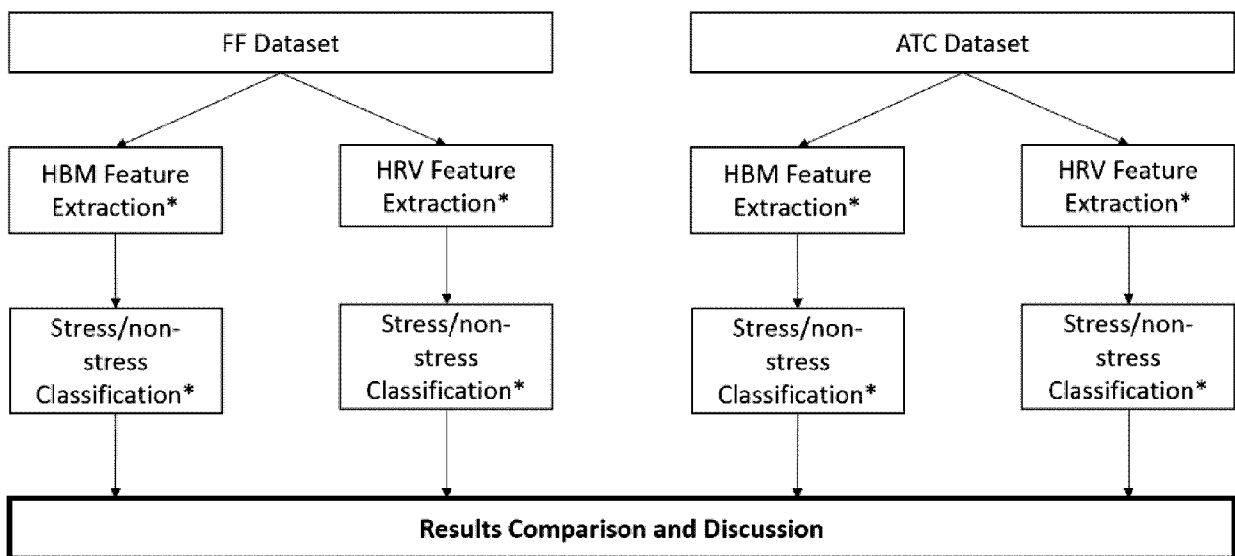 FF Dataset
ATC Dataset
HBM Feature
Extraction*
HRV Feature
Extraction*
HBM Feature
Extraction*
HRV Feature
Extraction*
Stress/non-
stress
Classification*
Stress/non-
stress
Classification*
Stress/non-
stress
Classification*
Stress/non-
stress
Classification*
Results Comparison and Discussion